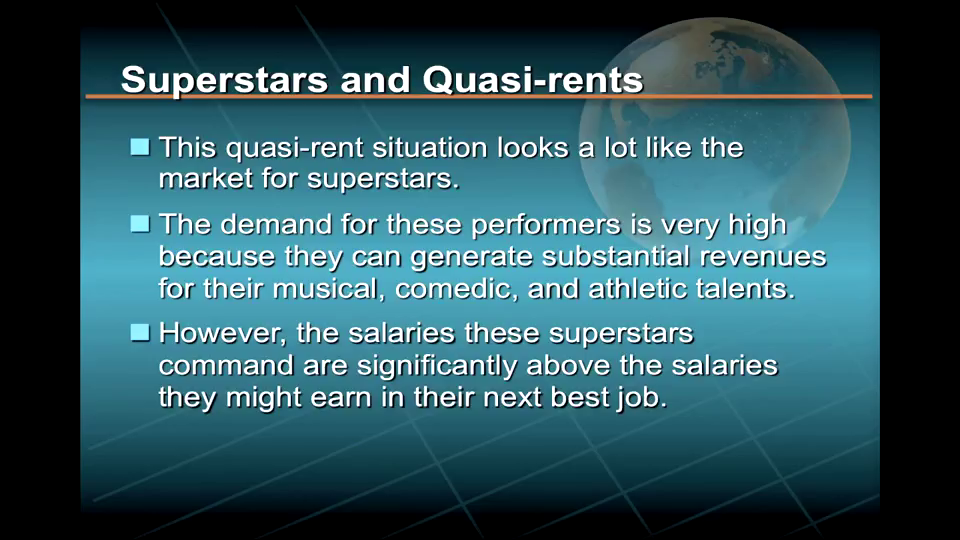 Superstars and Quasi-rents
This quasi-rent situation looks a lot like the
market for superstars.
The demand for these performers is very high
because they can generate substantial revenues
for their musical, comedic, and athletic talents.
However, the salaries these superstars
command are significantly above the salaries
they might earn in their next best job.